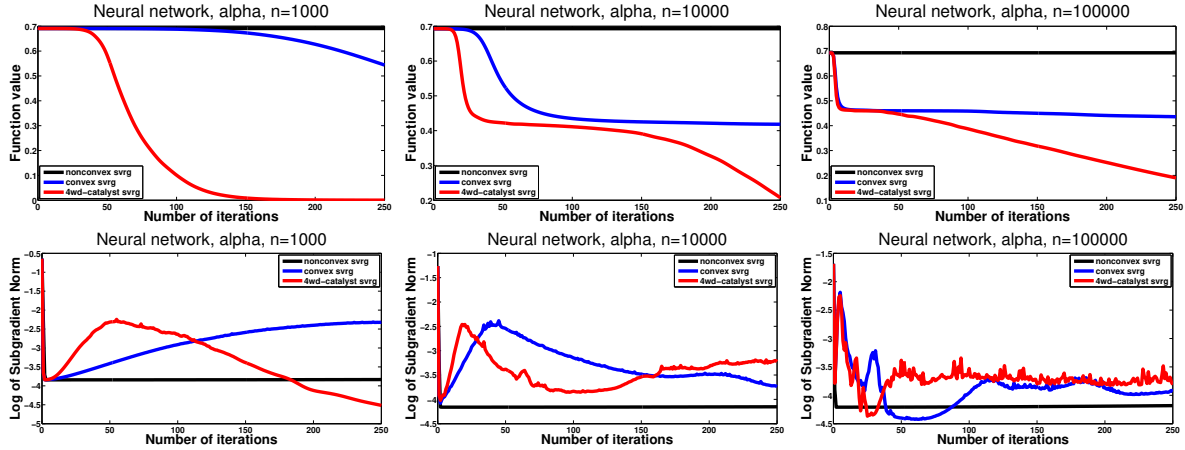 Neural network, alpha, n=1000
Function value
0.7
0.6
0.5
0.4
0.3
0.2
0.1
0
nonconvex svrg
convex svrg
4wd-catalyst svrg
0 50 100 150 200 250
Number of iterations
Neural network, alpha, n=10000
Function value
0.7
0.6
0.5
0.4
0.3
0.2
nonconvex svrg
convex svrg
4wd-catalyst svrg
0 50 100 150 200 250
Number of iterations
Neural network, alpha, n=100000
Function value
0.8
0.7
0.6
0.5
0.4
0.3
0.2
0.1
nonconvex svrg
convex svrg
4wd-catalyst svrg
0 50 100 150 200 250
Number of iterations
Neural network, alpha, n=1000
Log of Subgradient Norm
-0.5
-1
-1.5
-2
-2.5
-3
-3.5
-4
-4.5
-5
nonconvex svrg
convex svrg
4wd-catalyst svrg
0 50 100 150 200 250
Number of iterations
Neural network, alpha, n=10000
Log of Subgradient Norm
-1
-1.5
-2
-2.5
-3
-3.5
-4
-4.5
nonconvex svrg
convex svrg
4wd-catalyst svrg
0 50 100 150 200 250
Number of iterations
Neural network, alpha, n=100000
Log of Subgradient Norm
-1.5
-2
-2.5
-3
-3.5
-4
-4.5
nonconvex svrg
convex svrg
4wd-catalyst svrg
0 50 100 150 200 250
Number of iterations